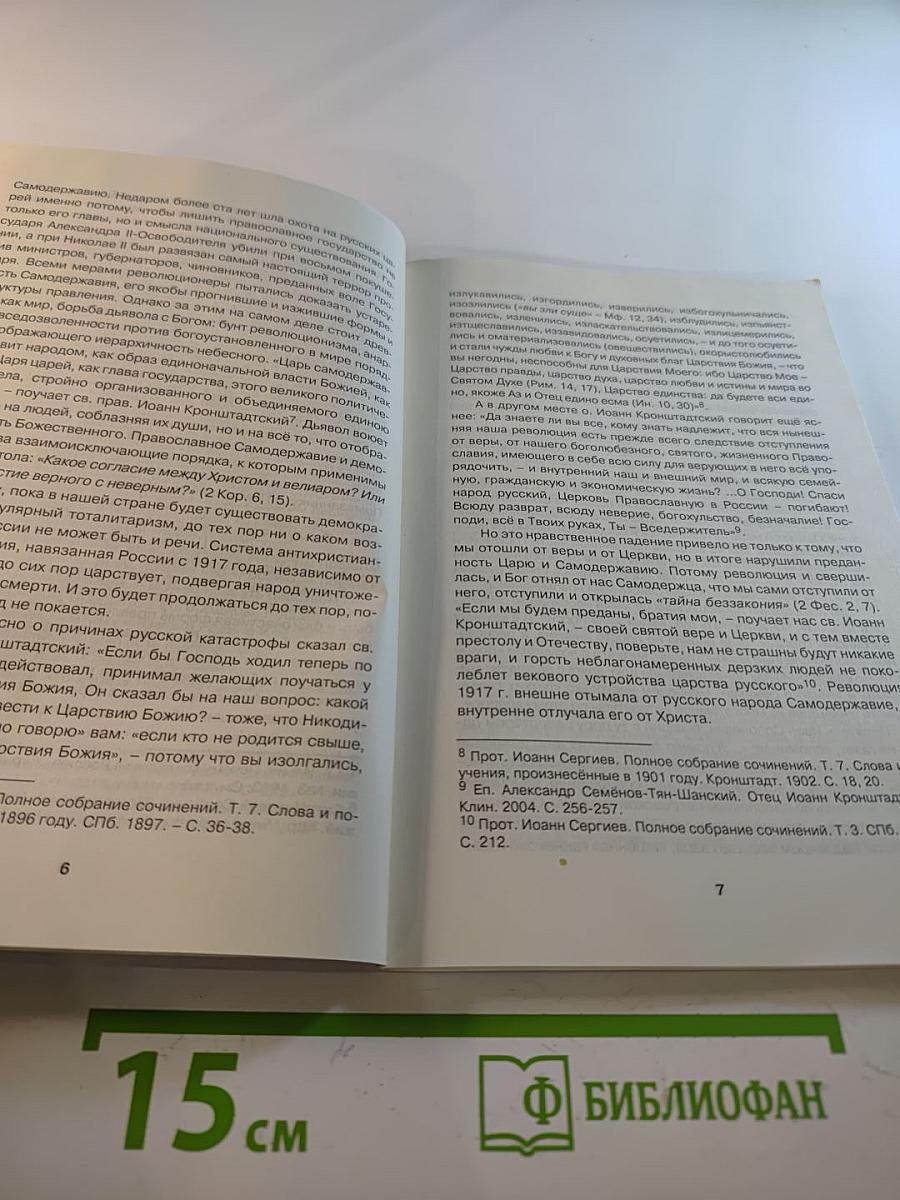 Самодержавию. Недаром более ста лет шла охота на русских ца-
рей именно потому, чтобы лишить православное государство не
только его главы, но и смысла национального существования. Го-
сударя Александра II-Освободителя убили при восьмом покуше-
нии, а при Николае II был развязан самый настоящий террор про-
ив министров, губернаторов, чиновников, преданных воле Госу-
аря. Всеми мерами революционеры пытались доказать устаре-
сть Самодержавия, его якобы прогнившие и изжившие формы и
уктуры правления. Однако за этим на самом деле стоит древ-
как мир, борьба дьявола с Богом: бунт революционизма, анар-
вседозволенности против богоустановленного в мире поряд-
ображающего иерархичность небесного. «Царь самодержав-
вит народом, как образ единоначальной власти Божией, как
Царя царей, как глава государства, этого великого политиче-
ела, стройно организованного и объединяемого единою
– поучает св. прав. Иоанн Кронштадтский7. Дьявол воюет
о на людей, соблазняя их души, но и на всё то, что отобра-
ть Божественного. Православное Самодержавие и демо-
ва взаимоисключающие порядка, к которым применимы
тола: «Какое согласие между Христом и велиаром? Или
стие верного с неверным?» (2 Кор. 6, 15).
, пока в нашей стране будет существовать демокра-
улярный тоталитаризм, до тех пор ни о каком воз-
ссии не может быть и речи. Система антихристиан-
ия, навязанная России с 1917 года, независимо от
до сих пор царствует, подвергая народ уничтоже-
смерти. И это будет продолжаться до тех пор, по-
д не покается.
сно о причинах русской катастрофы сказал св.
штадтский: «Если бы Господь ходил теперь по
действовал, принимал желающих поучаться у
ия Божия, Он сказал бы на наш вопрос: какой
вести к Царствию Божию? – тоже, что Никоди-
но говорю» вам: «если кто не родится свыше,
рствия Божия», – потому что вы изолгались,
Полное собрание сочинений. Т. 7. Слова и по-
1896 году. СПб. 1897. – С. 36-38.
6
излукавились, изгордились, изверились, избогохульничались,
изозлились («вы зли суще» – Мф. 12, 34), изблудились, изпьянст-
вовались, изленились, изласкательствовались, излицемерились,
изтщеславились, иззавидовались, осуетились, – и до того осуети-
лись и оматериализовались (овеществились), окорыстолюбились
и стали чужды любви к Богу и духовных благ Царствия Божия, – что
вы негодны, неспособны для Царствия Моего: ибо Царство Мое –
Царство правды, царство духа, царство любви и истины и мира во
Святом Духе (Рим. 14, 17), Царство единства: да будете вси еди-
но, якоже Аз и Отец едино есма (Ин. 10, 30)»8.
А в другом месте о. Иоанн Кронштадтский говорит ещё яс-
нее: «Да знаете ли вы все, кому знать надлежит, что вся нынеш-
няя наша революция есть прежде всего следствие отступления
от веры, от нашего боголюбезного, святого, жизненного Право-
славия, имеющего в себе всю силу для верующих в него всё упо-
рядочить, – и внутренний наш и внешний мир, и всякую семей-
ную, гражданскую и экономическую жизнь? ...О Господи! Спаси
народ русский, Церковь Православную в России – погибают!
Всюду разврат, всюду неверие, богохульство, безначалие! Гос-
поди, всё в Твоих руках, Ты – Вседержитель»9.
Но это нравственное падение привело не только к тому, что
мы отошли от веры и от Церкви, но в итоге нарушили предан-
ность Царю и Самодержавию. Потому революция и сверши-
лась, и Бог отнял от нас Самодержца, что мы сами отступили от
него, отступили и открылась «тайна беззакония» (2 Фес. 2, 7).
«Если мы будем преданы, братия мои, – поучает нас св. Иоанн
Кронштадтский, – своей святой вере и Церкви, и с тем вместе
престолу и Отечеству, поверьте, нам не страшны будут никакие
враги, и горсть неблагонамеренных дерзких людей не поко-
леблет векового устройства царства русского»10. Революция
1917 г. внешне отымала от русского народа Самодержавие,
внутренне отлучала его от Христа.
8 Прот. Иоанн Сергиев. Полное собрание сочинений. Т. 7. Слова и
учения, произнесённые в 1901 году. Кронштадт. 1902. С. 18, 20.
9 Еп. Александр Семёнов-Тян-Шанский. Отец Иоанн Кронштад
Клин. 2004. С. 256-257.
10 Прот. Иоанн Сергиев. Полное собрание сочинений. Т. 3. СПб.
С. 212.
7
15 см
Ф БИБЛИОФАН